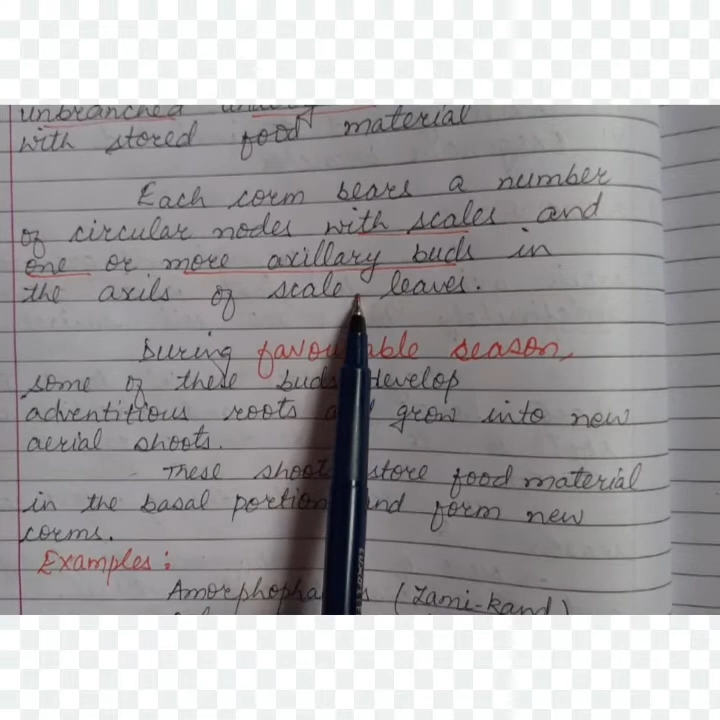 unbranched
with stored food material
Each corm bears a number
of circular nodes with scales and
one or more axillary buds in
the axils of scale leaves.
During favourable season,
some of these buds develop
adventitious roots and grow into new
aerial shoots.
These shoots store food material
in the basal portion and form new
corms.
Examples:
(Zami-kand)